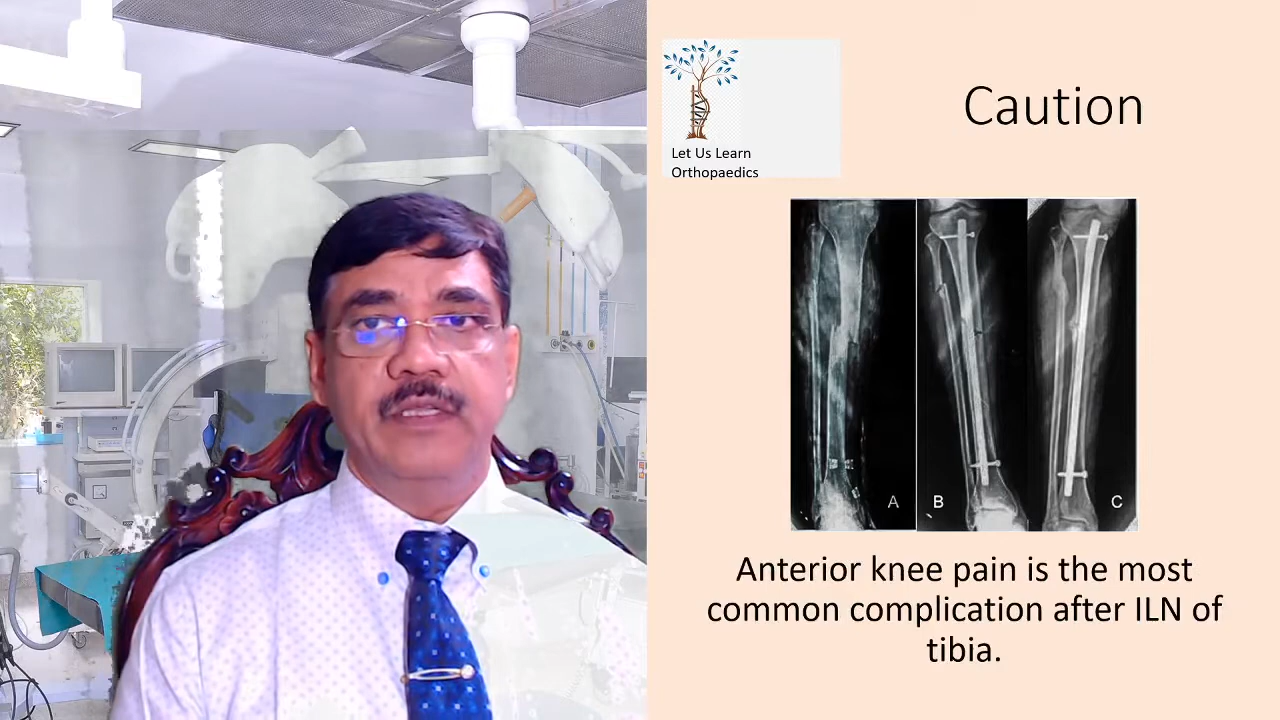 Let Us Learn
Orthopaedics
Caution
A
B
C
Anterior knee pain is the most
common complication after ILN of
tibia.